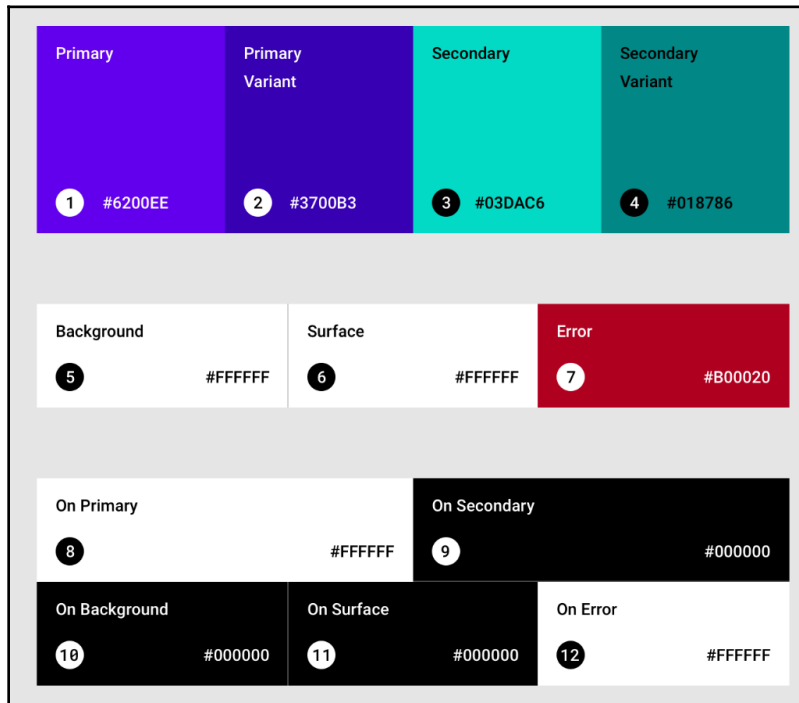 Primary
1 #6200EE
Primary
Variant
2 #3700B3
Secondary
3 #03DAC6
Secondary
Variant
4 #018786
Background
5 #FFFFFF
Surface
6 #FFFFFF
Error
7 #B00020
On Primary
8 #FFFFFF
On Secondary
9 #000000
On Background
10 #000000
On Surface
11 #000000
On Error
12 #FFFFFF